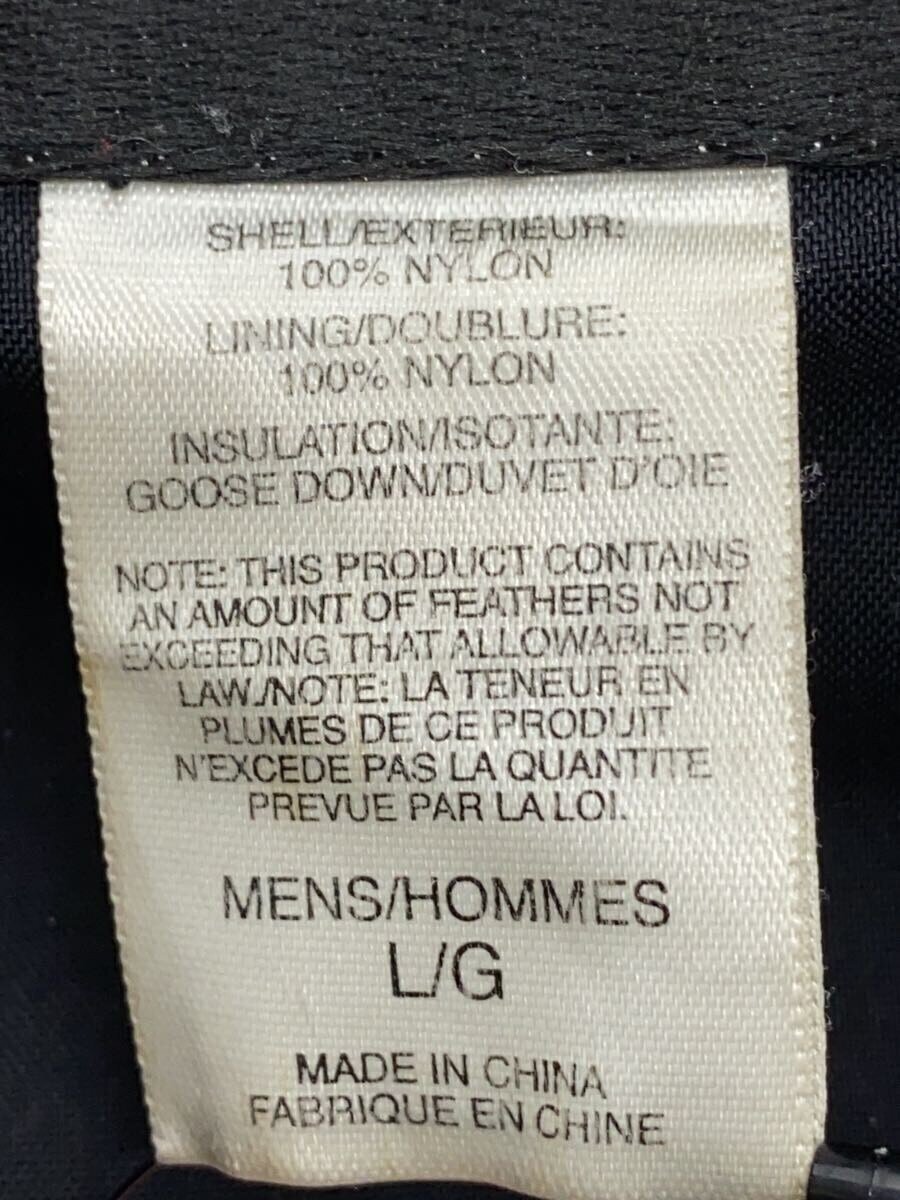 SHELL/EXTERIEUR:
100% NYLON
LINING/DOUBLURE:
100% NYLON
INSULATION/ISOTANTE:
GOOSE DOWN/DUVET D'OIE
NOTE: THIS PRODUCT CONTAINS
AN AMOUNT OF FEATHERS NOT
EXCEEDING THAT ALLOWABLE BY
LAW./NOTE: LA TENEUR EN
PLUMES DE CE PRODUIT
N'EXCEDE PAS LA QUANTITE
PREVUE PAR LA LOI.
MENS/HOMMES
L/G
MADE IN CHINA
FABRIQUE EN CHINE